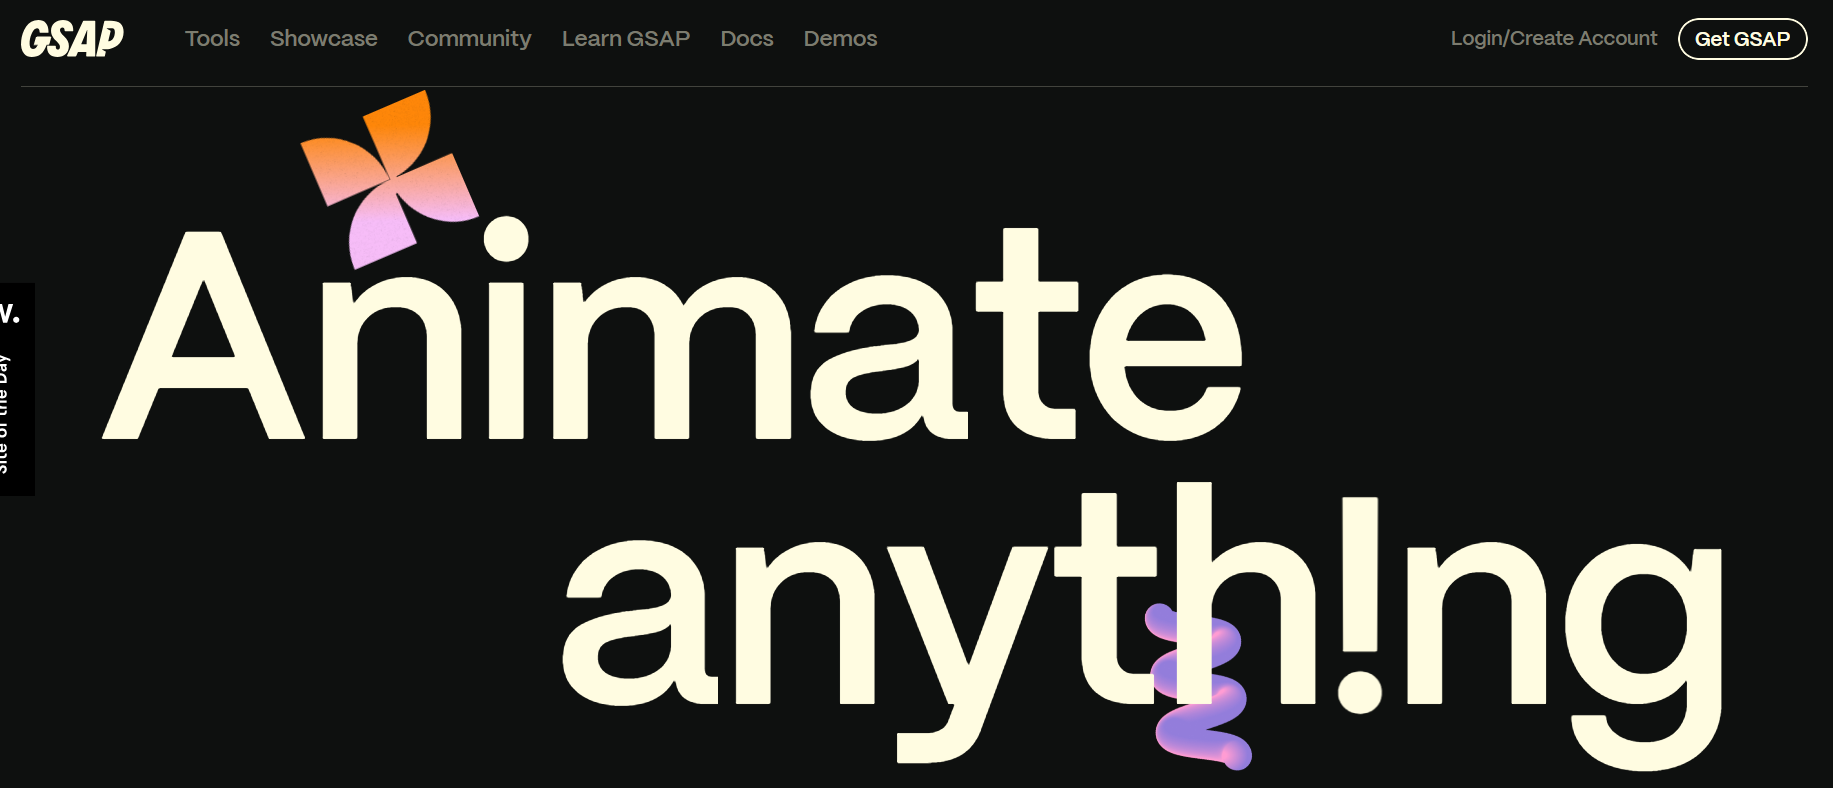 GSAP Tools Showcase Community Learn GSAP Docs Demos Login/Create Account Get GSAP
Animate
W.
Site of the Day
anyth!ng